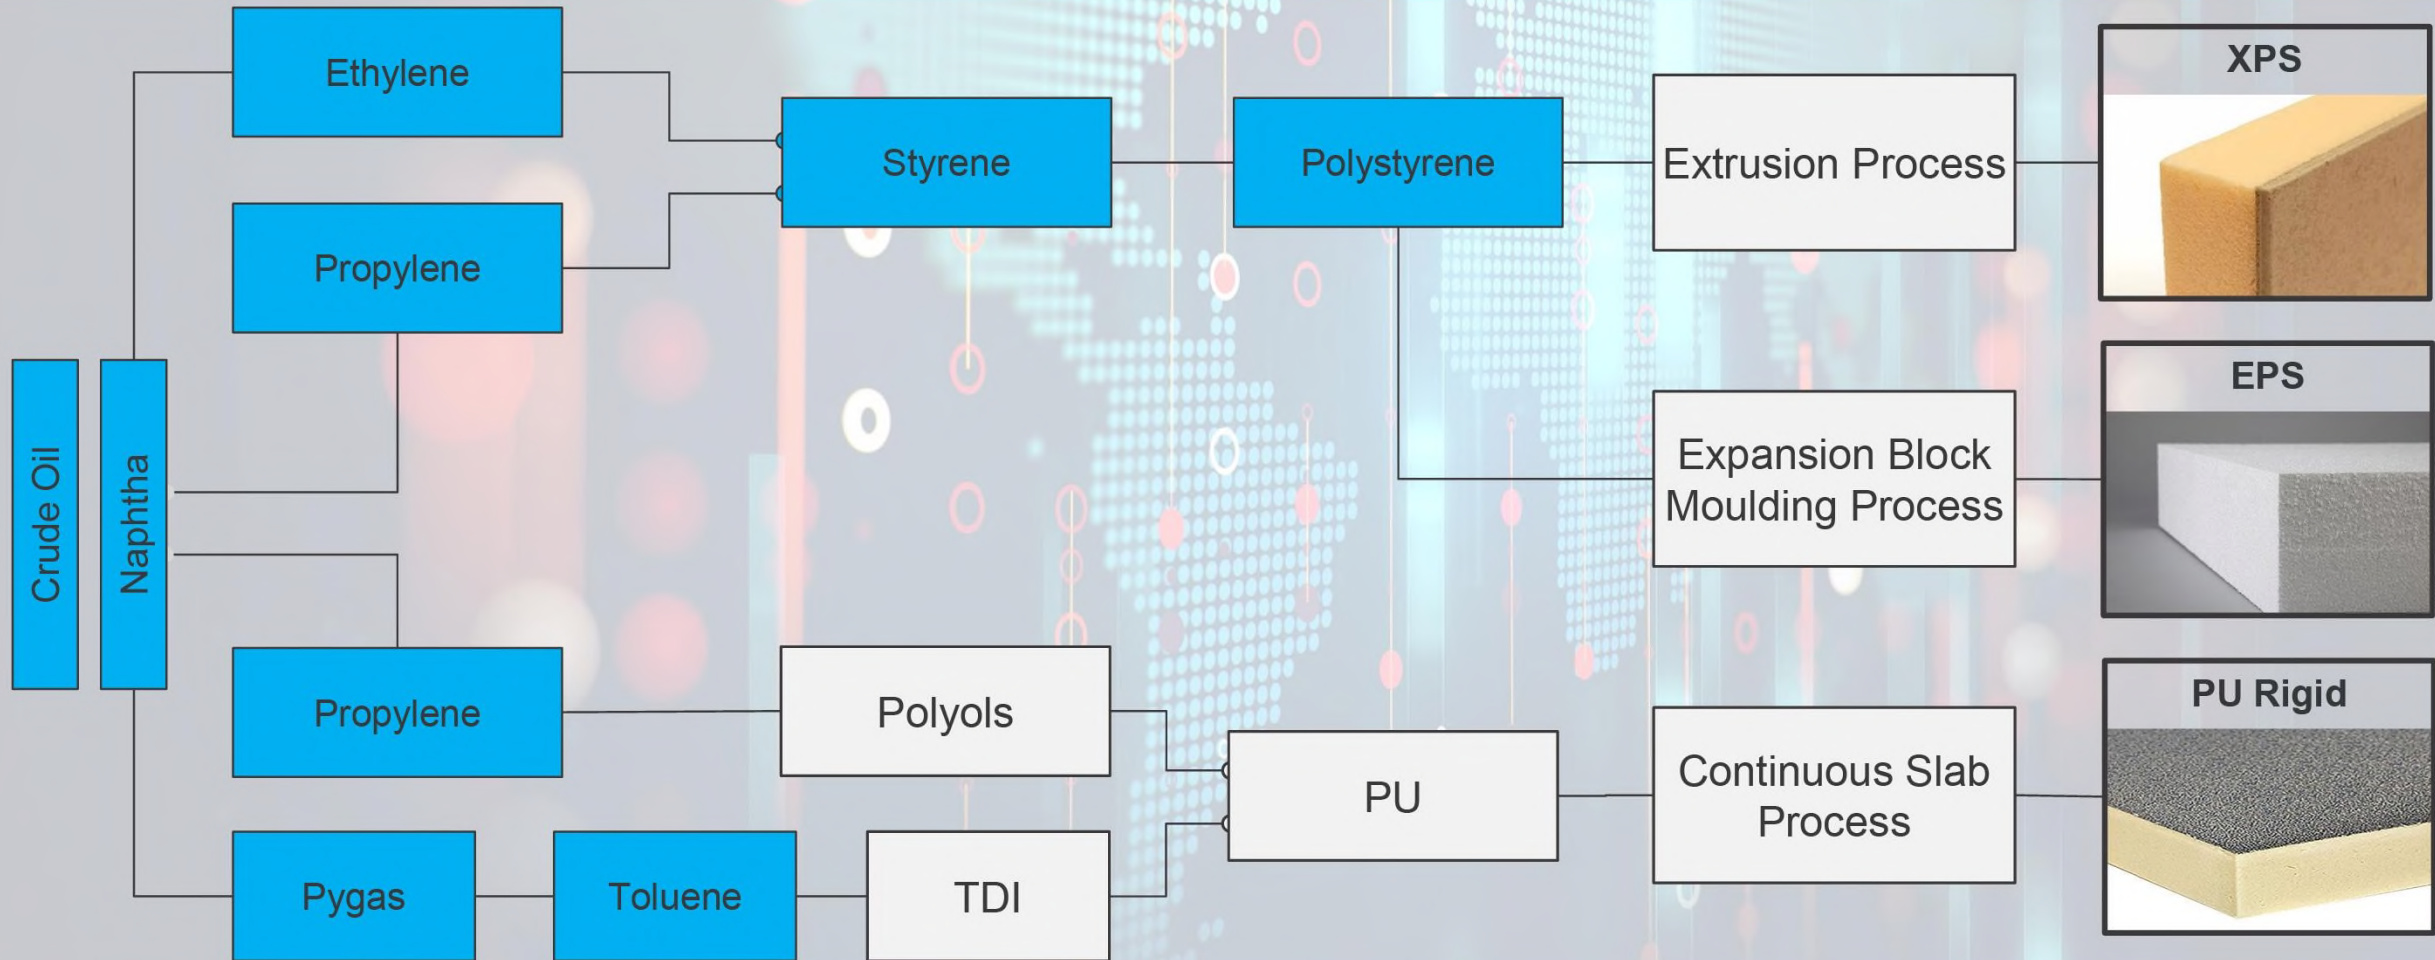 Crude Oil
Naphtha
Ethylene
Propylene
Styrene
Polystyrene
Extrusion Process
XPS
Expansion Block
Moulding Process
EPS
Propylene
Polyols
Pygas
Toluene
TDI
PU
Continuous Slab
Process
PU Rigid